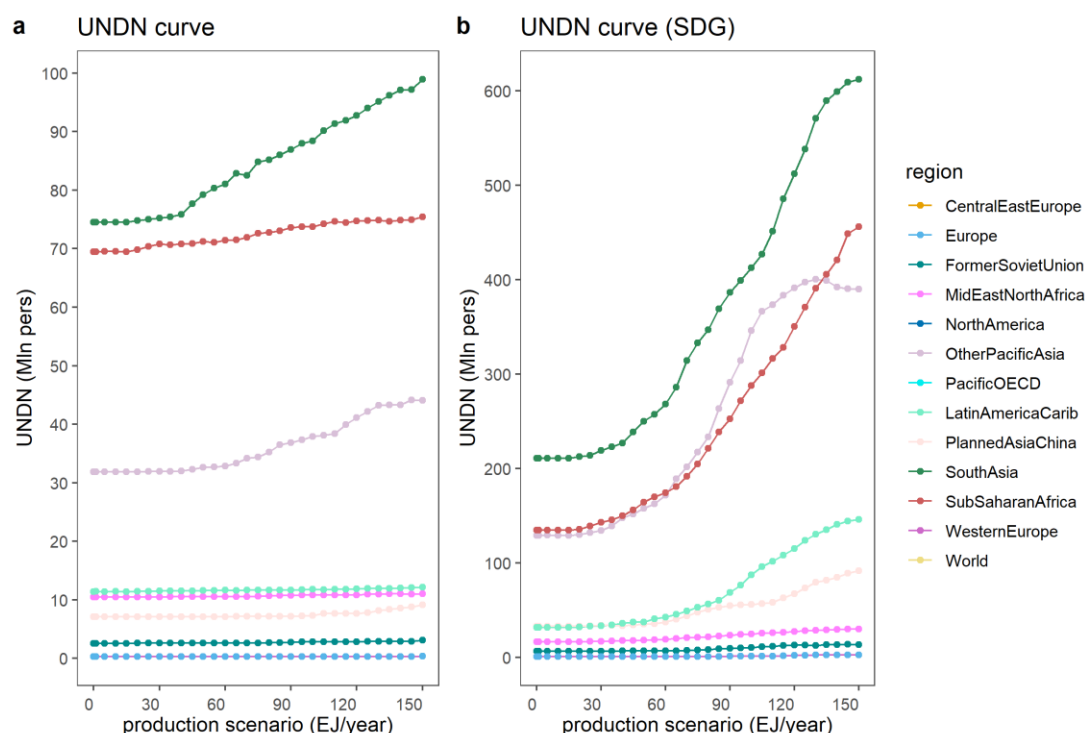 a UNDN curve
b UNDN curve (SDG)
UNDN (Mln pers)
100
90
80
70
60
50
40
30
20
10
0
0 30 60 90 120 150
production scenario (EJ/year)
UNDN (Mln pers)
600
500
400
300
200
100
0
0 30 60 90 120 150
production scenario (EJ/year)
region
CentralEastEurope
Europe
FormerSovietUnion
MidEastNorthAfrica
NorthAmerica
OtherPacificAsia
PacificOECD
LatinAmericaCarib
PlannedAsiaChina
SouthAsia
SubSaharanAfrica
WesternEurope
World